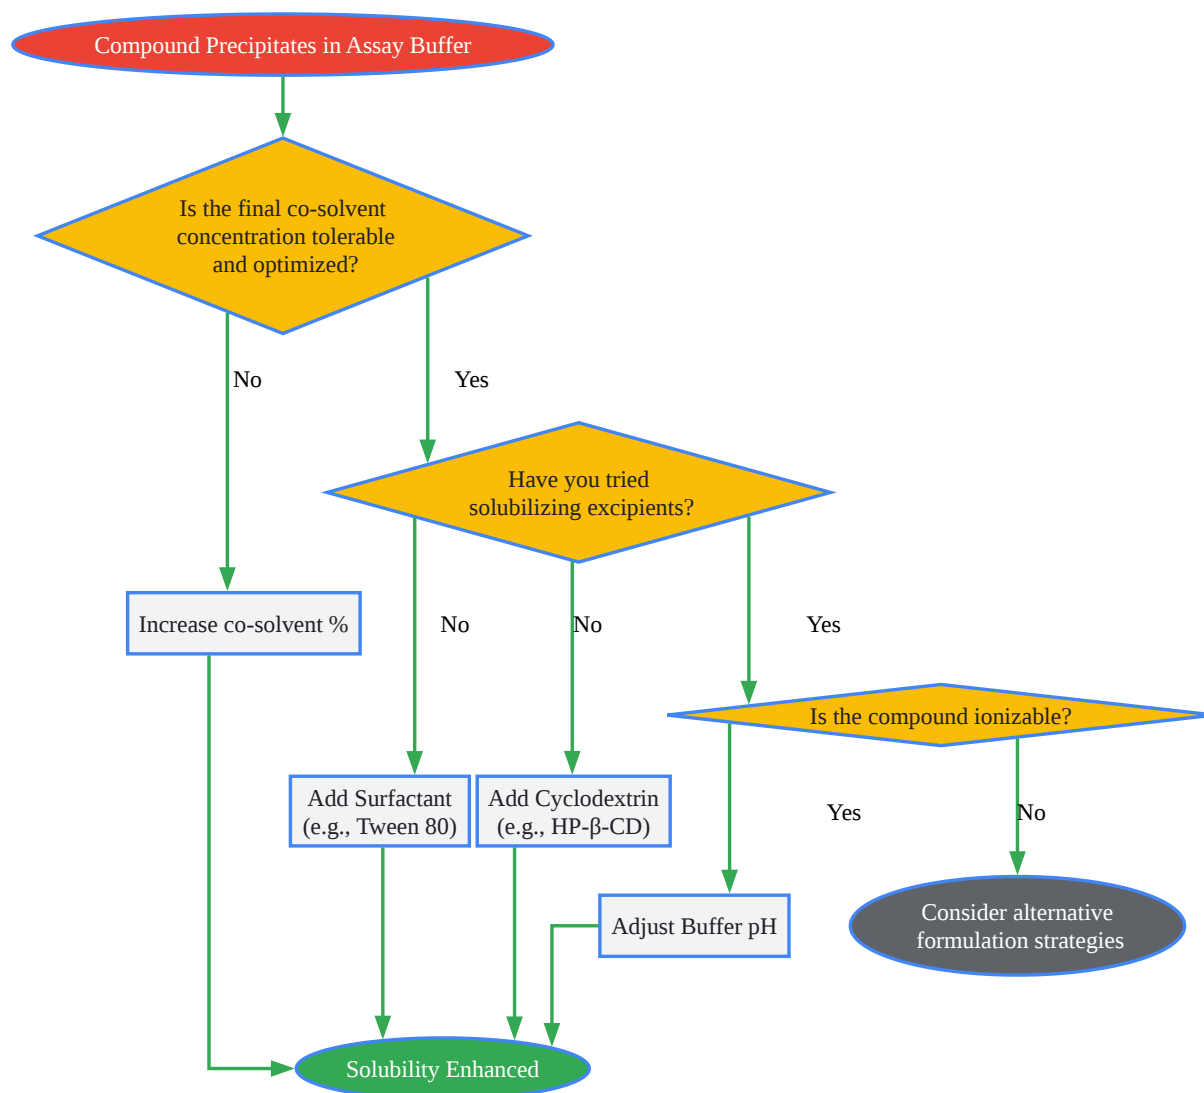 Compound Precipitates in Assay Buffer
Is the final co-solvent
concentration tolerable
and optimized?
No
Yes
Have you tried
solubilizing excipients?
Increase co-solvent %
No
No
Yes
Is the compound ionizable?
Add Surfactant
(e.g., Tween 80)
Add Cyclodextrin
(e.g., HP-β-CD)
Yes
No
Adjust Buffer pH
Consider alternative
formulation strategies
Solubility Enhanced